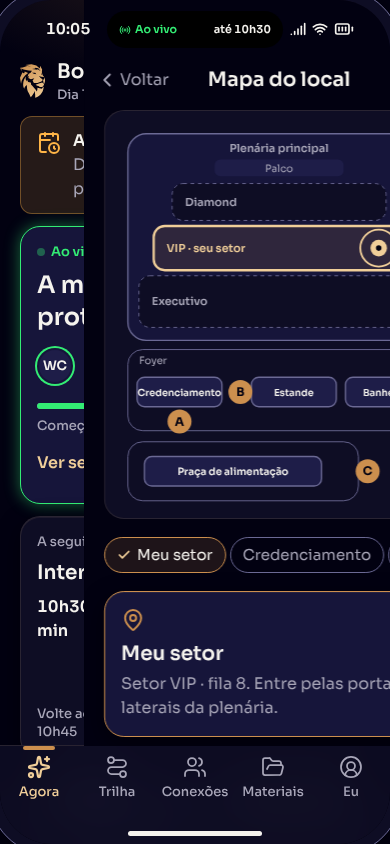 10:05
Ao vivo
até 10h30
Bo
Dia
Voltar
Mapa do local
A
D
p
Plenária principal
Palco
Diamond
VIP · seu setor
Executivo
Foyer
Credenciamento
B
Estande
Banhe
A
Praça de alimentação
C
Ao vi
A m
prot
WC
Começ
Ver se
Meu setor
Credenciamento
A segui
Inter
10h30
min
Volte a
10h45
Meu setor
Setor VIP · fila 8. Entre pelas porta
laterais da plenária.
Agora
Trilha
Conexões
Materiais
Eu